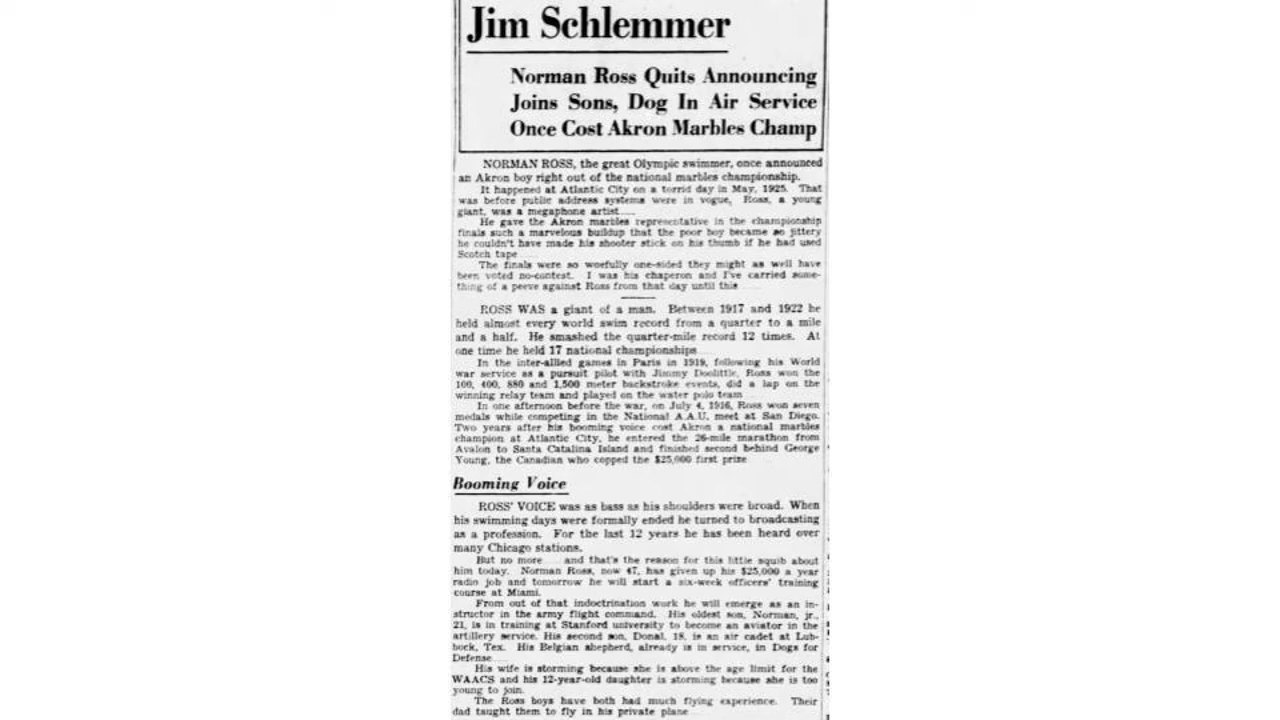 Jim Schlemmer
Norman Ross Quits Announcing
Joins Sons, Dog In Air Service
Once Cost Akron Marbles Champ
NORMAN ROSS, the great Olympic swimmer, once announced
an Akron boy right out of the national marbles championship.
It happened at Atlantic City on a torrid day in May, 1925. That
was before public address systems were in vogue, Ross, a young
giant, was a megaphone artist....
He gave the Akron marbles representative in the championship
finals such a marvelous buildup that the poor boy became so jittery
he couldn't have made his shooter stick on his thumb if he had used
Scotch tape....
The finals were so woefully one-sided they might as well have
been voted no-contest. I was his chaperon and I've carried some-
thing of a peeve against Ross from that day until this....
ROSS WAS a giant of a man. Between 1917 and 1922 he
held almost every world swim record from a quarter to a mile
and a half. He smashed the quarter-mile record 12 times. At
one time he held 17 national championships....
In the inter-allied games in Paris in 1919, following his World
war service as a pursuit pilot with Jimmy Doolittle, Ross won the
100, 400, 880 and 1,500 meter backstroke events, did a lap on the
winning relay team and played on the water polo team....
In one afternoon before the war, on July 4, 1916, Ross won seven
medals while competing in the National A.A.U. meet at San Diego.
Two years after his booming voice cost Akron a national marbles
champion at Atlantic City, he entered the 26-mile marathon from
Avalon to Santa Catalina Island and finished second behind George
Young, the Canadian who copped the $25,000 first prize....
Booming Voice
ROSS' VOICE was as bass as his shoulders were broad. When
his swimming days were formally ended he turned to broadcasting
as a profession. For the last 12 years he has been heard over
many Chicago stations.
But no more.... and that's the reason for this little squib about
him today. Norman Ross, now 47, has given up his $25,000 a year
radio job and tomorrow he will start a six-week officers' training
course at Miami.
From out of that indoctrination work he will emerge as an in-
structor in the army flight command. His oldest son, Norman, jr.,
21, is in training at Stanford university to become an aviator in the
artillery service. His second son, Donal, 18, is an air cadet at Lub-
bock, Tex. His Belgian shepherd, already is in service, in Dogs for
Defense....
His wife is storming because she is above the age limit for the
WAACS and his 12-year-old daughter is storming because she is too
young to join.
The Ross boys have both had much flying experience. Their
dad taught them to fly in his private plane....